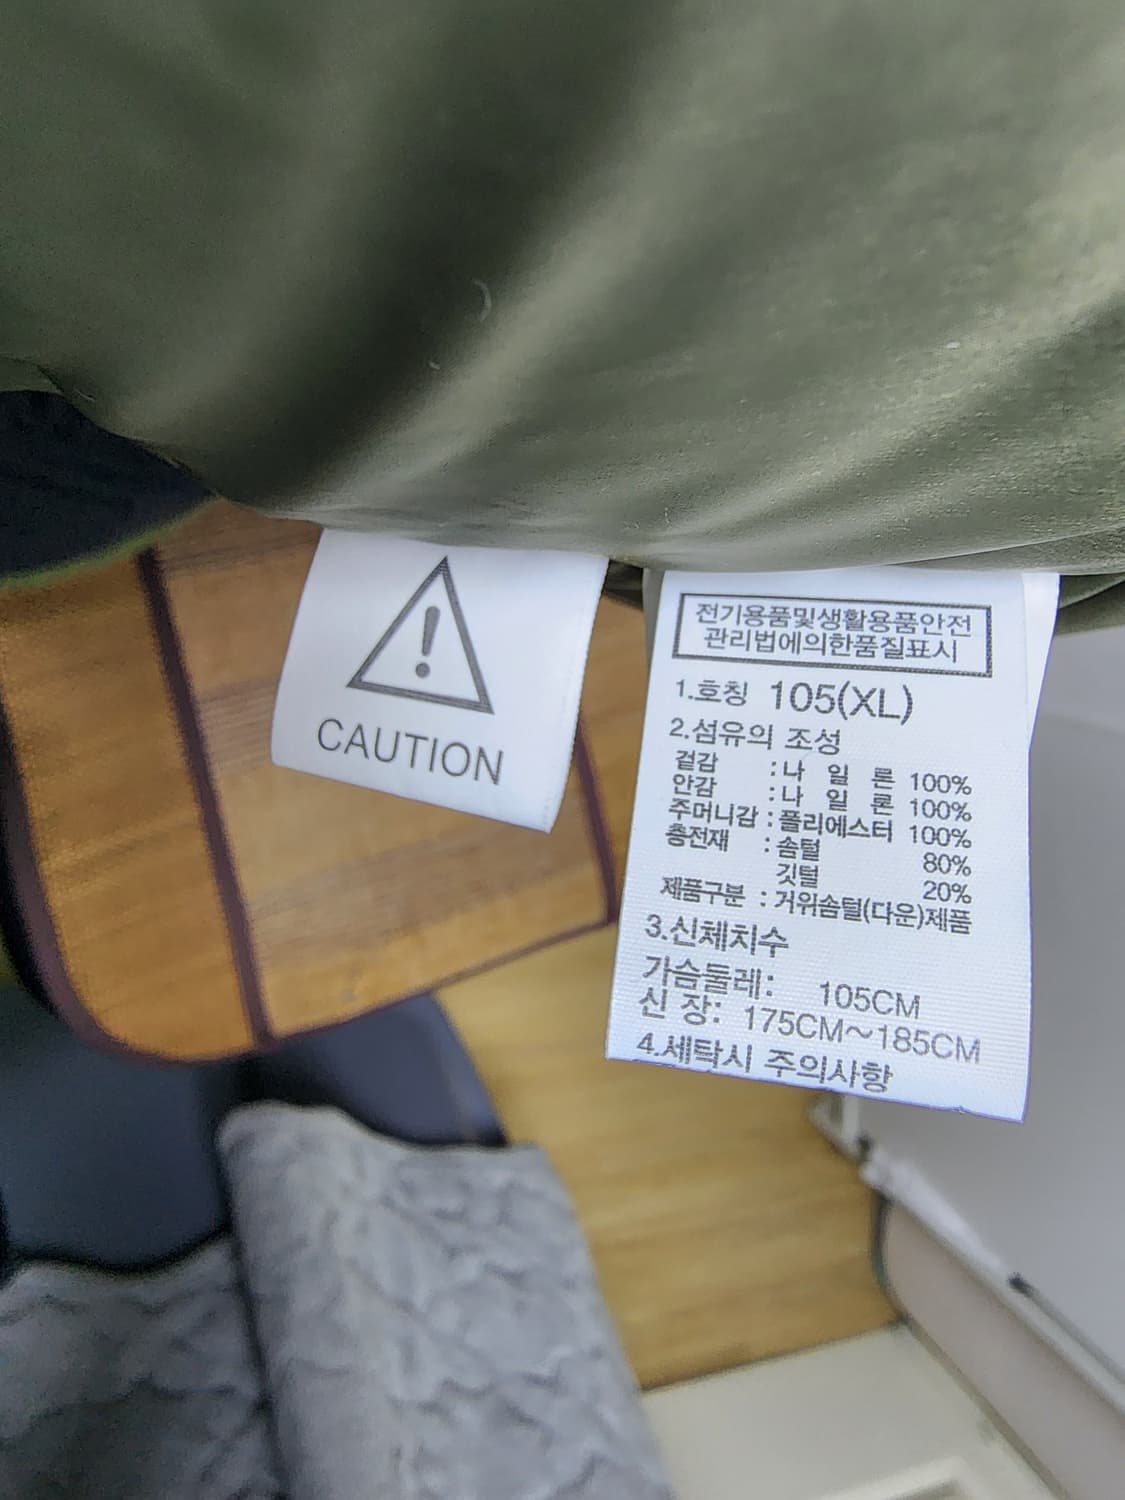 CAUTION
전기용품및생활용품안전
관리법에의한품질표시
1.호칭 105(XL)
2.섬유의 조성
겉감 : 나 일 론 100%
안감 : 나 일 론 100%
주머니감 : 폴리에스터 100%
충전재 : 솜털 80%
깃털 20%
제품구분 : 거위솜털(다운)제품
3.신체치수
가슴둘레: 105CM
신 장: 175CM~185CM
4.세탁시 주의사항